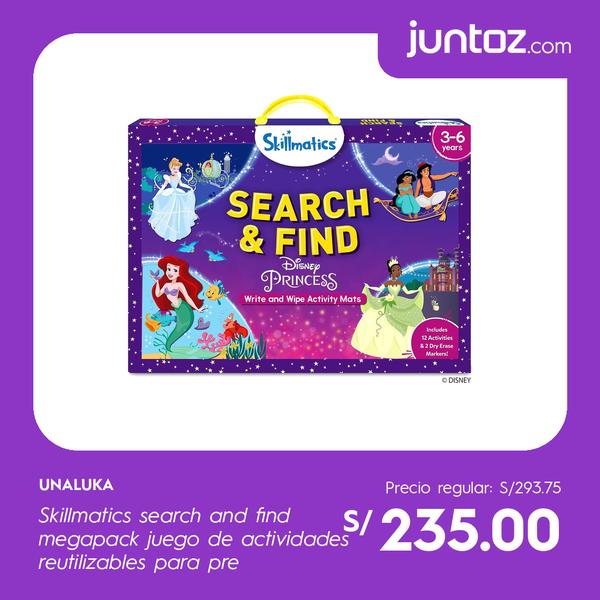 juntoz.com
Skillmatics
3-6
years
SEARCH
& FIND
Disney
PRINCESS
Write and Wipe Activity Mats
Includes
12 Activities
& 2 Dry Erase
Markers!
© DISNEY
UNALUKA
Skillmatics search and find
megapack juego de actividades
reutilizables para pre
Precio regular: S/293.75
S/ 235.00